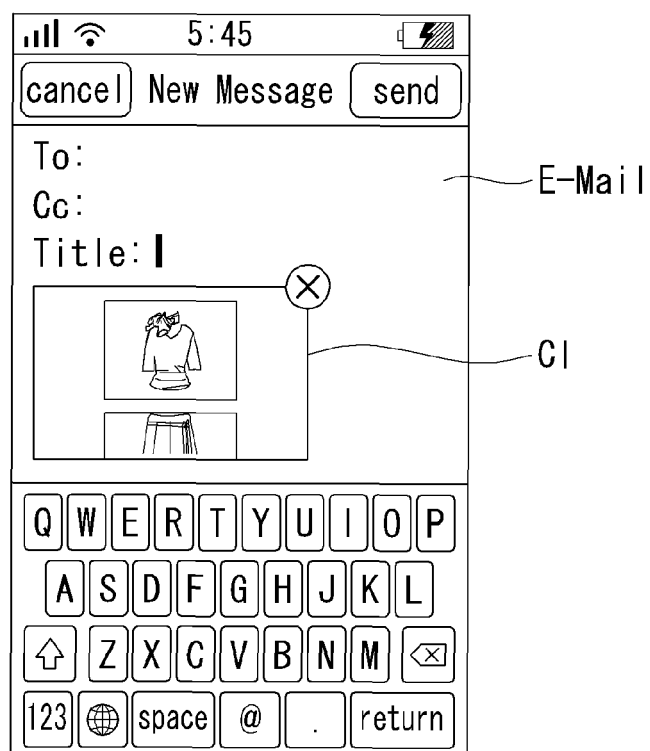 5:45
cancel New Message send
To:
Cc:
Title:
E-Mail
CI
Q W E R T Y U I O P
A S D F G H J K L
Z X C V B N M
123 space @ . return